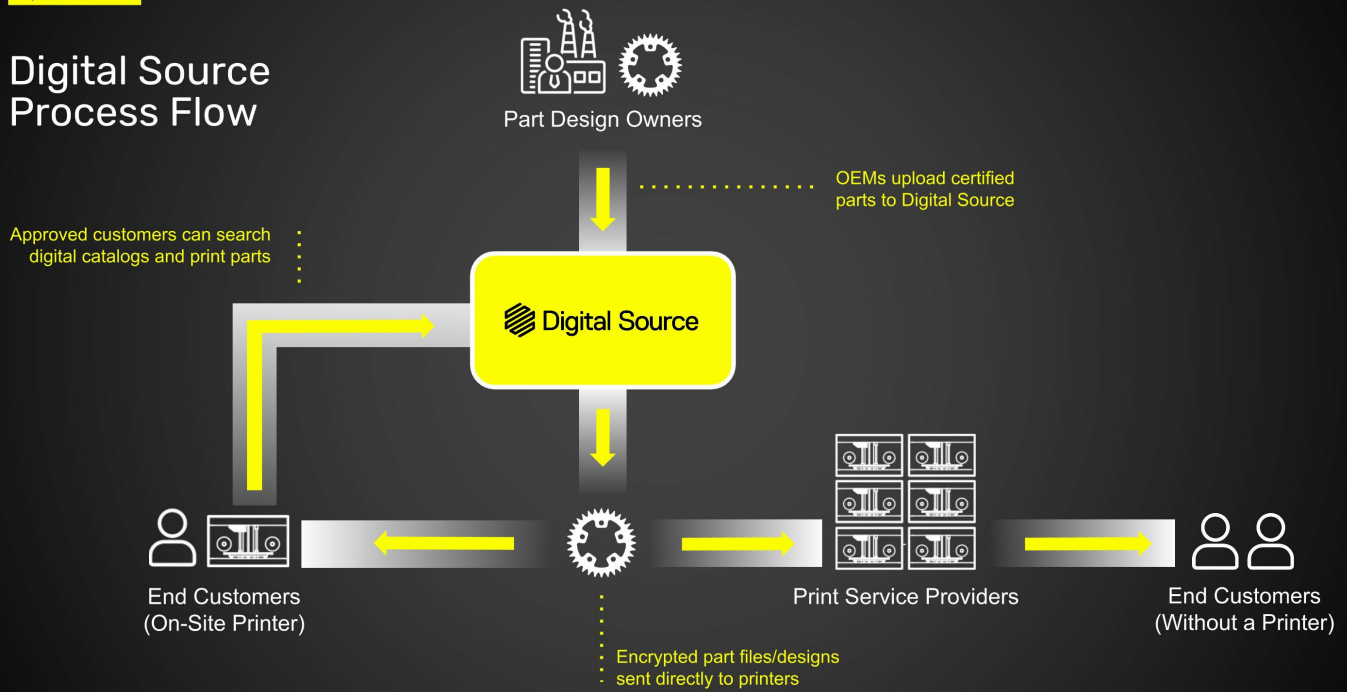 Digital Source
Process Flow
Part Design Owners
OEMs upload certified
parts to Digital Source
Approved customers can search
digital catalogs and print parts
Digital Source
End Customers
(On-Site Printer)
Print Service Providers
End Customers
(Without a Printer)
Encrypted part files/designs
sent directly to printers